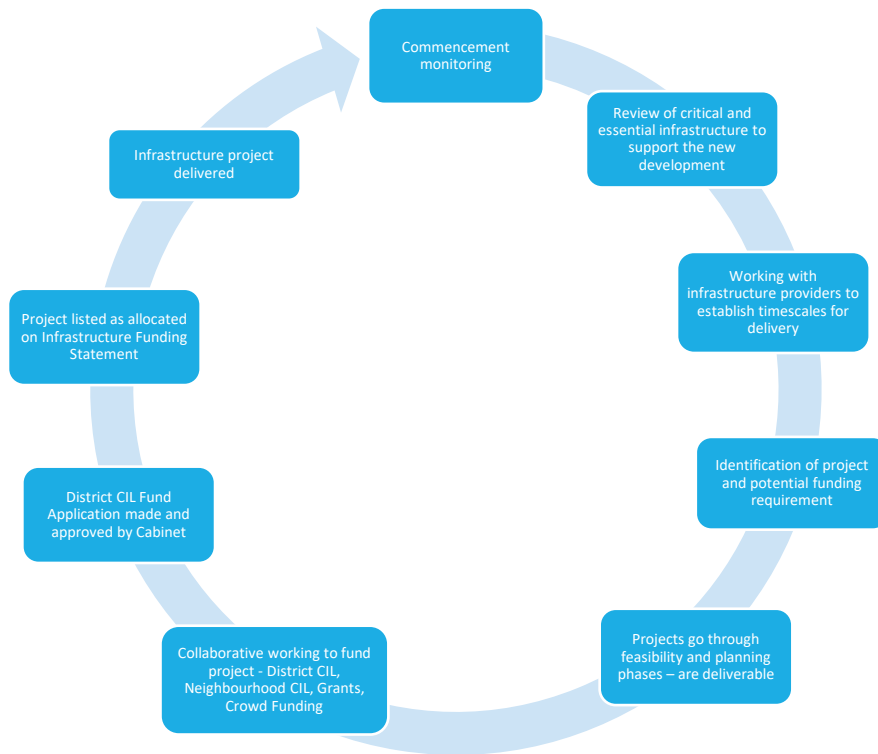 Commencement
monitoring
Review of critical and
essential infrastructure to
support the new
development
Working with
infrastructure providers to
establish timescales for
delivery
Identification of project
and potential funding
requirement
Projects go through
feasibility and planning
phases – are deliverable
Collaborative working to fund
project - District CIL,
Neighbourhood CIL, Grants,
Crowd Funding
District CIL Fund
Application made and
approved by Cabinet
Project listed as allocated
on Infrastructure Funding
Statement
Infrastructure project
delivered